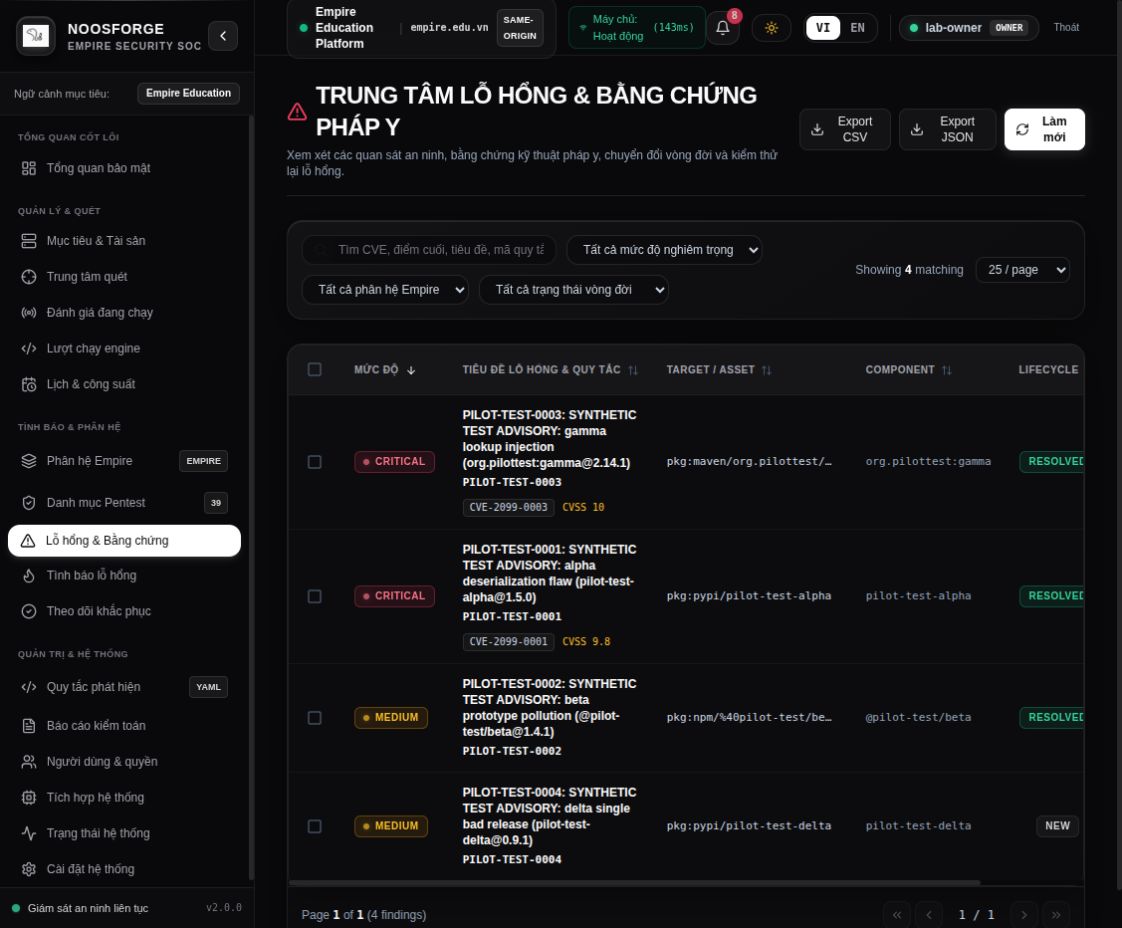 NOOSFORGE
EMPIRE SECURITY SOC
Ngữ cảnh mục tiêu:
Empire Education
TỔNG QUAN CỐT LÕI
Tổng quan bảo mật
QUẢN LÝ & QUÉT
Mục tiêu & Tài sản
Trung tâm quét
Đánh giá đang chạy
Lượt chạy engine
Lịch & công suất
TÌNH BÁO & PHÂN HỆ
Phân hệ Empire
EMPIRE
Danh mục Pentest
39
Lỗ hổng & Bằng chứng
Tình báo lỗ hổng
Theo dõi khắc phục
QUẢN TRỊ & HỆ THỐNG
Quy tắc phát hiện
YAML
Báo cáo kiểm toán
Người dùng & quyền
Tích hợp hệ thống
Trạng thái hệ thống
Cài đặt hệ thống
Giám sát an ninh liên tục
v2.0.0
Empire
Education
Platform
empire.edu.vn
SAME-
ORIGIN
Máy chủ:
Hoạt động
(143ms)
8
VI
EN
lab-owner
OWNER
Thoát
TRUNG TÂM LỖ HỔNG & BẰNG CHỨNG
PHÁP Y
Xem xét các quan sát an ninh, bằng chứng kỹ thuật pháp y, chuyển đổi vòng đời và kiểm thử
lại lỗ hổng.
Export
CSV
Export
JSON
Làm
mới
Tìm CVE, điểm cuối, tiêu đề, mã quy tắ
Tất cả mức độ nghiêm trọng
Tất cả phân hệ Empire
Tất cả trạng thái vòng đời
Showing 4 matching
25 / page
MỨC ĐỘ
TIÊU ĐỀ LỖ HỔNG & QUY TẮC
TARGET / ASSET
COMPONENT
LIFECYCLE
CRITICAL
PILOT-TEST-0003: SYNTHETIC
TEST ADVISORY: gamma
lookup injection
(org.pilottest:gamma@2.14.1)
PILOT-TEST-0003
CVE-2099-0003
CVSS 10
pkg:maven/org.pilottest/…
org.pilottest:gamma
RESOLVED
CRITICAL
PILOT-TEST-0001: SYNTHETIC
TEST ADVISORY: alpha
deserialization flaw (pilot-test-
alpha@1.5.0)
PILOT-TEST-0001
CVE-2099-0001
CVSS 9.8
pkg:pypi/pilot-test-alpha
pilot-test-alpha
RESOLVED
MEDIUM
PILOT-TEST-0002: SYNTHETIC
TEST ADVISORY: beta
prototype pollution (@pilot-
test/beta@1.4.1)
PILOT-TEST-0002
pkg:npm/%40pilot-test/be…
@pilot-test/beta
RESOLVED
MEDIUM
PILOT-TEST-0004: SYNTHETIC
TEST ADVISORY: delta single
bad release (pilot-test-
delta@0.9.1)
PILOT-TEST-0004
pkg:pypi/pilot-test-delta
pilot-test-delta
NEW
Page 1 of 1 (4 findings)
1 / 1